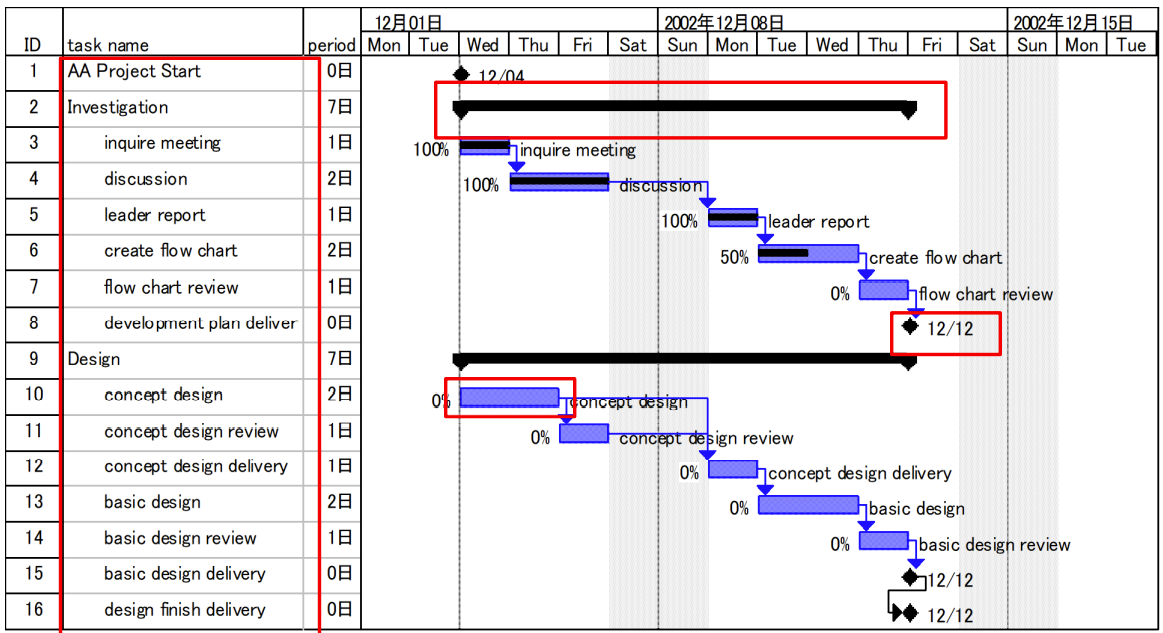 12月01日 2002年12月08日 2002年12月15日
ID task name period Mon Tue Wed Thu Fri Sat Sun Mon Tue Wed Thu Fri Sat Sun Mon Tue
1 AA Project Start 0日 12/04
2 Investigation 7日
3 inquire meeting 1日 100% inquire meeting
4 discussion 2日 100% discussion
5 leader report 1日 100% leader report
6 create flow chart 2日 50% create flow chart
7 flow chart review 1日 0% flow chart review
8 development plan deliver 0日 12/12
9 Design 7日
10 concept design 2日 0% concept design
11 concept design review 1日 0% concept design review
12 concept design delivery 1日 0% concept design delivery
13 basic design 2日 0% basic design
14 basic design review 1日 0% basic design review
15 basic design delivery 0日 12/12
16 design finish delivery 0日 12/12